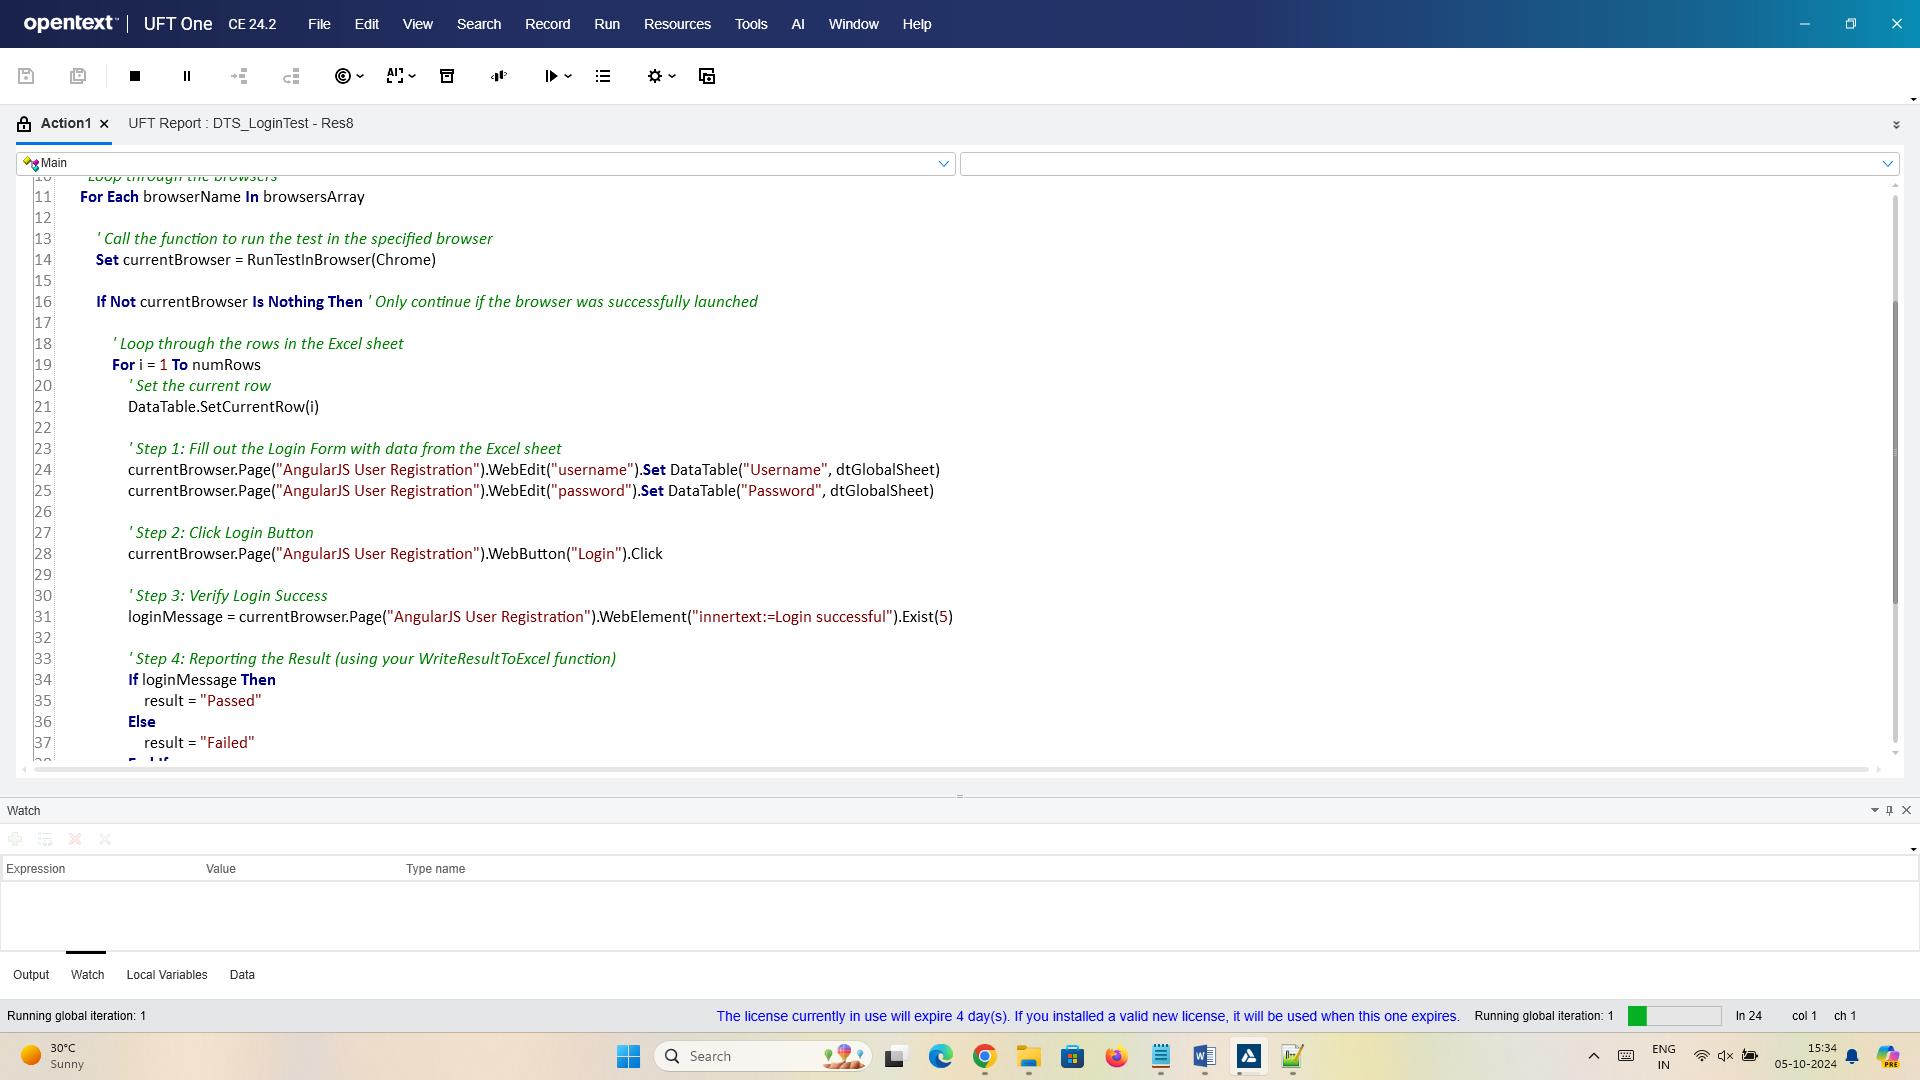 opentext™ | UFT One CE 24.2 File Edit View Search Record Run Resources Tools AI Window Help
Action1 UFT Report : DTS_LoginTest - Res8
Main
10 ' Loop through the browsers
11 For Each browserName In browsersArray
12
13 ' Call the function to run the test in the specified browser
14 Set currentBrowser = RunTestInBrowser(Chrome)
15
16 If Not currentBrowser Is Nothing Then ' Only continue if the browser was successfully launched
17
18 ' Loop through the rows in the Excel sheet
19 For i = 1 To numRows
20 ' Set the current row
21 DataTable.SetCurrentRow(i)
22
23 ' Step 1: Fill out the Login Form with data from the Excel sheet
24 currentBrowser.Page("AngularJS User Registration").WebEdit("username").Set DataTable("Username", dtGlobalSheet)
25 currentBrowser.Page("AngularJS User Registration").WebEdit("password").Set DataTable("Password", dtGlobalSheet)
26
27 ' Step 2: Click Login Button
28 currentBrowser.Page("AngularJS User Registration").WebButton("Login").Click
29
30 ' Step 3: Verify Login Success
31 loginMessage = currentBrowser.Page("AngularJS User Registration").WebElement("innertext:=Login successful").Exist(5)
32
33 ' Step 4: Reporting the Result (using your WriteResultToExcel function)
34 If loginMessage Then
35 result = "Passed"
36 Else
37 result = "Failed"
38 End If
Watch
Expression Value Type name
Output Watch Local Variables Data
Running global iteration: 1 The license currently in use will expire 4 day(s). If you installed a valid new license, it will be used when this one expires. Running global iteration: 1 ln 24 col 1 ch 1
30°C
Sunny
Search
ENG
IN
15:34
05-10-2024
PRE